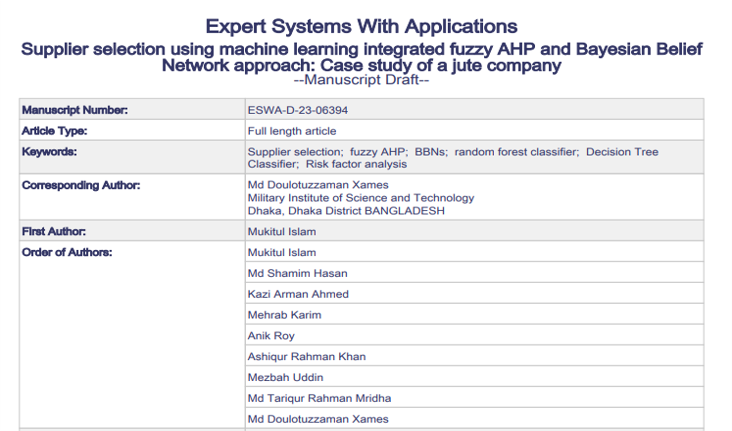 Expert Systems With Applications
Supplier selection using machine learning integrated fuzzy AHP and Bayesian Belief
Network approach: Case study of a jute company
--Manuscript Draft--
Manuscript Number: ESWA-D-23-06394
Article Type: Full length article
Keywords: Supplier selection; fuzzy AHP; BBNs; random forest classifier; Decision Tree
Classifier; Risk factor analysis
Corresponding Author: Md Doulotuzzaman Xames
Military Institute of Science and Technology
Dhaka, Dhaka District BANGLADESH
First Author: Mukitul Islam
Order of Authors: Mukitul Islam
Md Shamim Hasan
Kazi Arman Ahmed
Mehrab Karim
Anik Roy
Ashiqur Rahman Khan
Mezbah Uddin
Md Tariqur Rahman Mridha
Md Doulotuzzaman Xames